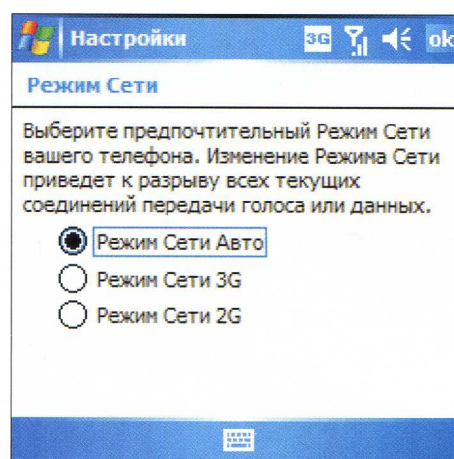 Настройки 3G ok
Режим Сети
Выберите предпочтительный Режим Сети
вашего телефона. Изменение Режима Сети
приведет к разрыву всех текущих
соединений передачи голоса или данных.
Режим Сети Авто
Режим Сети 3G
Режим Сети 2G